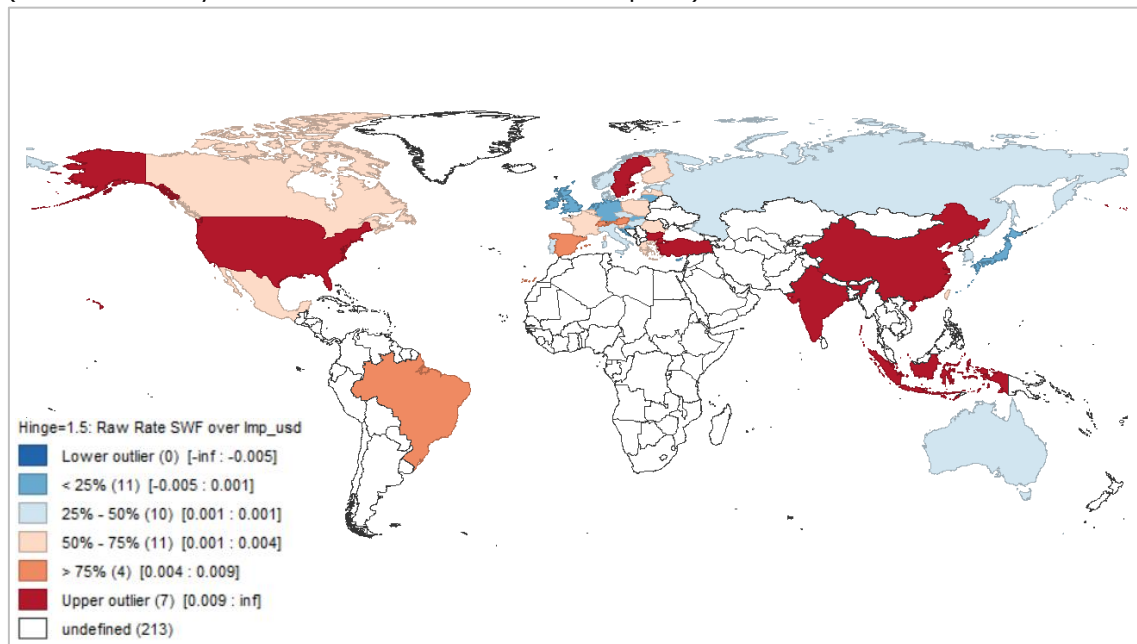 Hinge=1.5: Raw Rate SWF over Imp_usd
Lower outlier (0) [-inf : -0.005]
< 25% (11) [-0.005 : 0.001]
25% - 50% (10) [0.001 : 0.001]
50% - 75% (11) [0.001 : 0.004]
> 75% (4) [0.004 : 0.009]
Upper outlier (7) [0.009 : inf]
undefined (213)